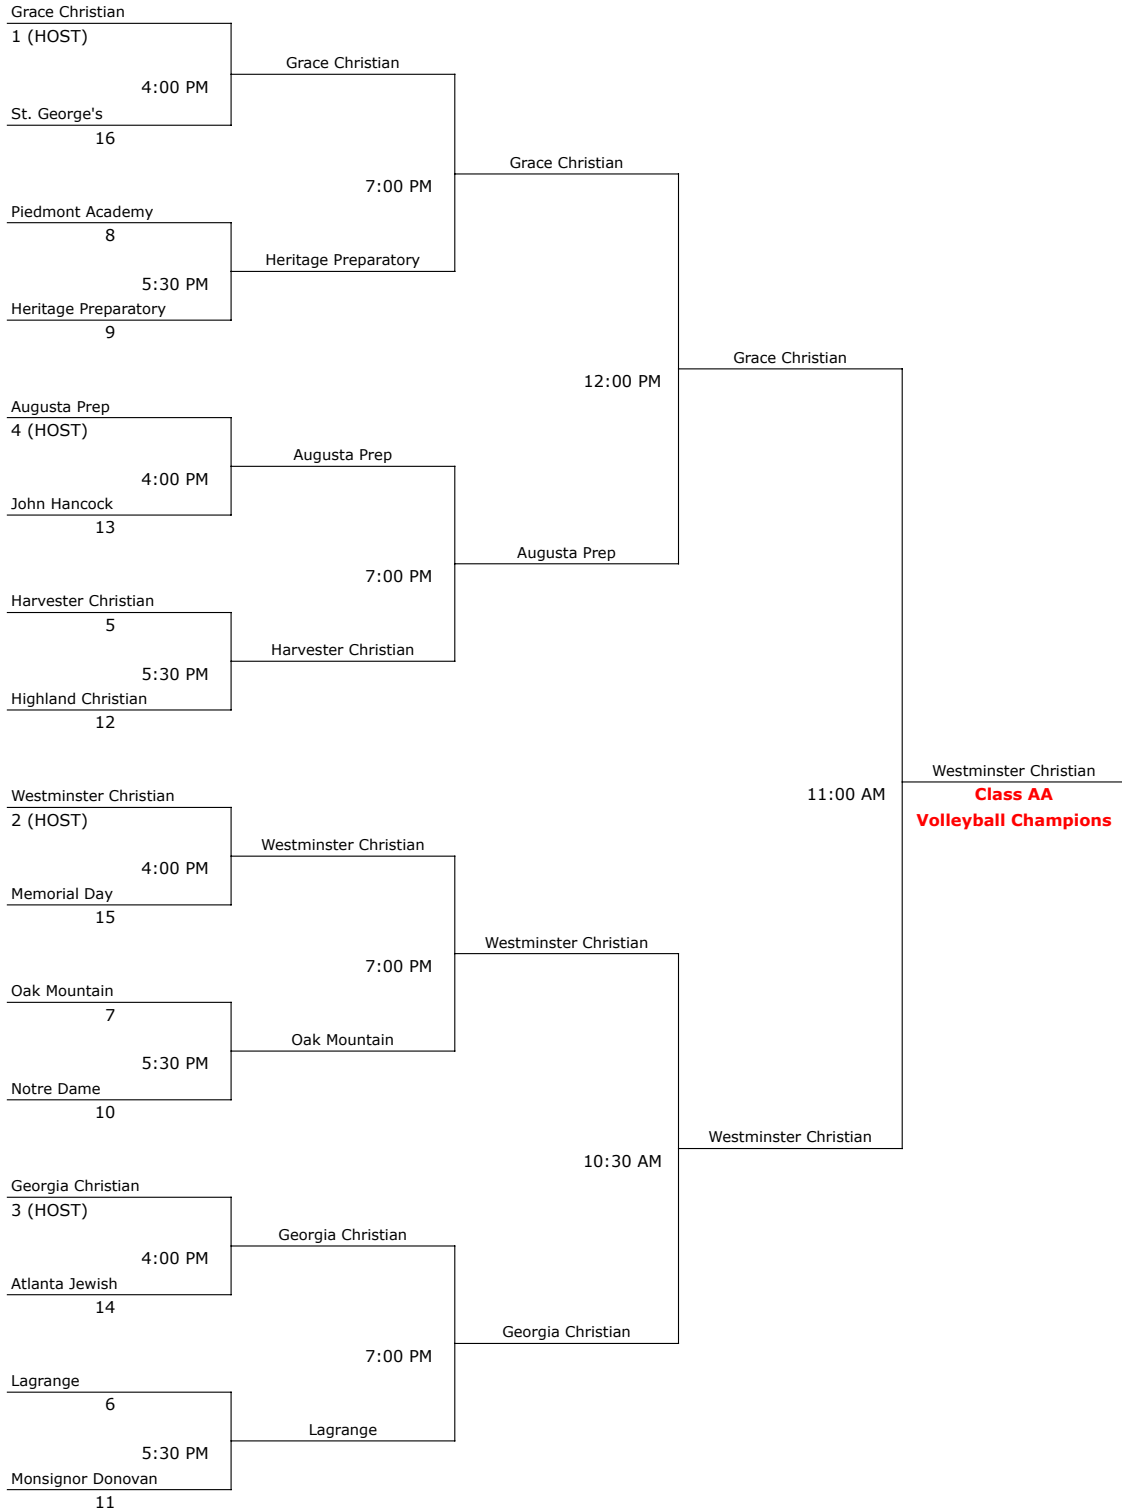 Grace Christian
1 (HOST)
Grace Christian
4:00 PM
St. George's
16
Grace Christian
7:00 PM
Piedmont Academy
8
Heritage Preparatory
5:30 PM
Heritage Preparatory
9
Grace Christian
12:00 PM
Augusta Prep
4 (HOST)
Augusta Prep
4:00 PM
John Hancock
13
Augusta Prep
7:00 PM
Harvester Christian
5
Harvester Christian
5:30 PM
Highland Christian
12
Westminster Christian
11:00 AM
Class AA
Volleyball Champions
Westminster Christian
2 (HOST)
Westminster Christian
4:00 PM
Memorial Day
15
Westminster Christian
7:00 PM
Oak Mountain
7
Oak Mountain
5:30 PM
Notre Dame
10
Westminster Christian
10:30 AM
Georgia Christian
3 (HOST)
Georgia Christian
4:00 PM
Atlanta Jewish
14
Georgia Christian
7:00 PM
Lagrange
6
Lagrange
5:30 PM
Monsignor Donovan
11